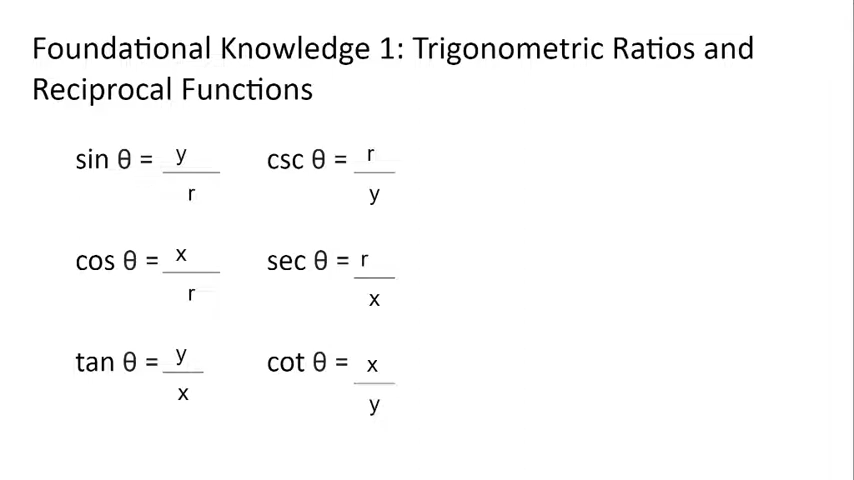 Foundational Knowledge 1: Trigonometric Ratios and
Reciprocal Functions
sin θ = y/r csc θ = r/y
cos θ = x/r sec θ = r/x
tan θ = y/x cot θ = x/y